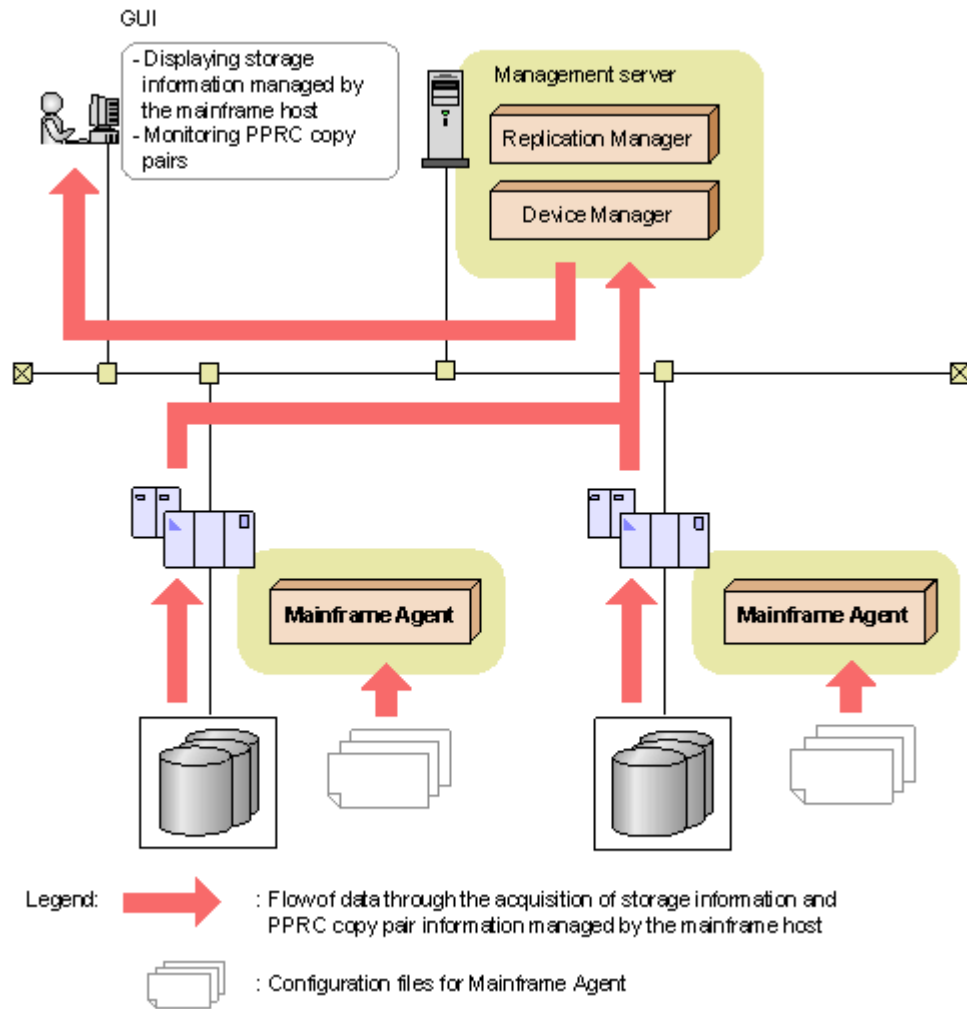 GUI
- Displaying storage
information managed by
the mainframe host
- Monitoring PPRC copy
pairs
Management server
Replication Manager
Device Manager
Mainframe Agent
Mainframe Agent
Legend:
: Flow of data through the acquisition of storage information and
PPRC copy pair information managed by the mainframe host
: Configuration files for Mainframe Agent